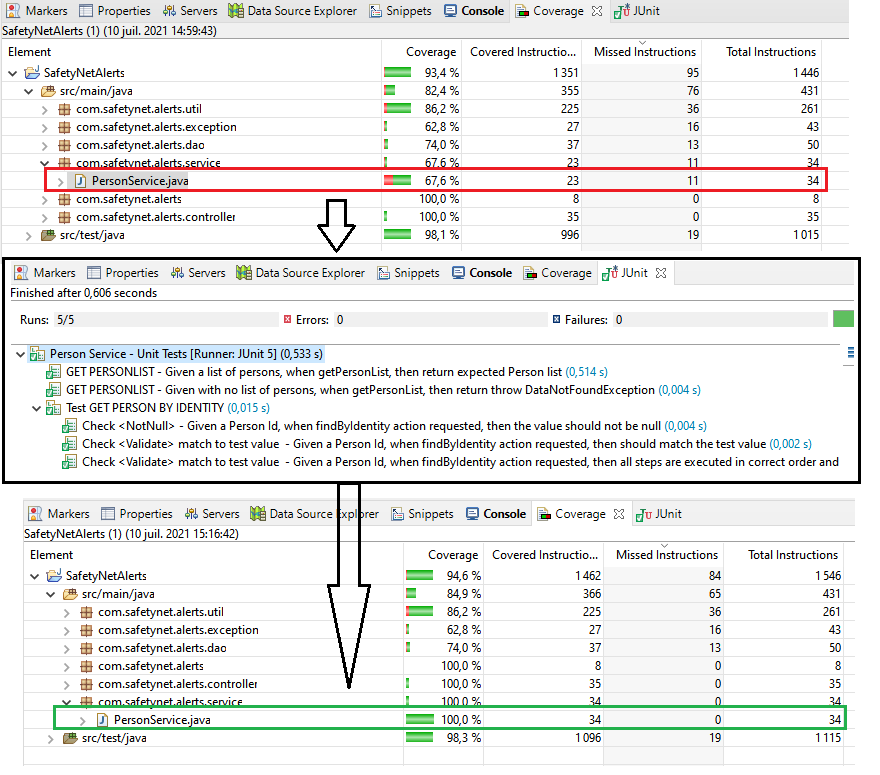 Markers Properties Servers Data Source Explorer Snippets Console Coverage JUnit
SafetyNetAlerts (1) (10 juil. 2021 14:59:43)
Element Coverage Covered Instructio... Missed Instructions Total Instructions
SafetyNetAlerts 93,4 % 1 351 95 1 446
src/main/java 82,4 % 355 76 431
com.safetynet.alerts.util 86,2 % 225 36 261
com.safetynet.alerts.exception 62,8 % 27 16 43
com.safetynet.alerts.dao 74,0 % 37 13 50
com.safetynet.alerts.service 67,6 % 23 11 34
PersonService.java 67,6 % 23 11 34
com.safetynet.alerts 100,0 % 8 0 8
com.safetynet.alerts.controller 100,0 % 35 0 35
src/test/java 98,1 % 996 19 1 015
Markers Properties Servers Data Source Explorer Snippets Console Coverage JUnit
Finished after 0,606 seconds
Runs: 5/5 Errors: 0 Failures: 0
Person Service - Unit Tests [Runner: JUnit 5] (0,533 s)
GET PERSONLIST - Given a list of persons, when getPersonList, then return expected Person list (0,514 s)
GET PERSONLIST - Given with no list of persons, when getPersonList, then return throw DataNotFoundException (0,004 s)
Test GET PERSON BY IDENTITY (0,015 s)
Check <NotNull> - Given a Person Id, when findByIdentity action requested, then the value should not be null (0,004 s)
Check <Validate> match to test value - Given a Person Id, when findByIdentity action requested, then should match the test value (0,002 s)
Check <Validate> match to test value - Given a Person Id, when findByIdentity action requested, then all steps are executed in correct order and
Markers Properties Servers Data Source Explorer Snippets Console Coverage JUnit
SafetyNetAlerts (1) (10 juil. 2021 15:16:42)
Element Coverage Covered Instructio... Missed Instructions Total Instructions
SafetyNetAlerts 94,6 % 1 462 84 1 546
src/main/java 84,9 % 366 65 431
com.safetynet.alerts.util 86,2 % 225 36 261
com.safetynet.alerts.exception 62,8 % 27 16 43
com.safetynet.alerts.dao 74,0 % 37 13 50
com.safetynet.alerts 100,0 % 8 0 8
com.safetynet.alerts.controller 100,0 % 35 0 35
com.safetynet.alerts.service 100,0 % 34 0 34
PersonService.java 100,0 % 34 0 34
src/test/java 98,3 % 1 096 19 1 115